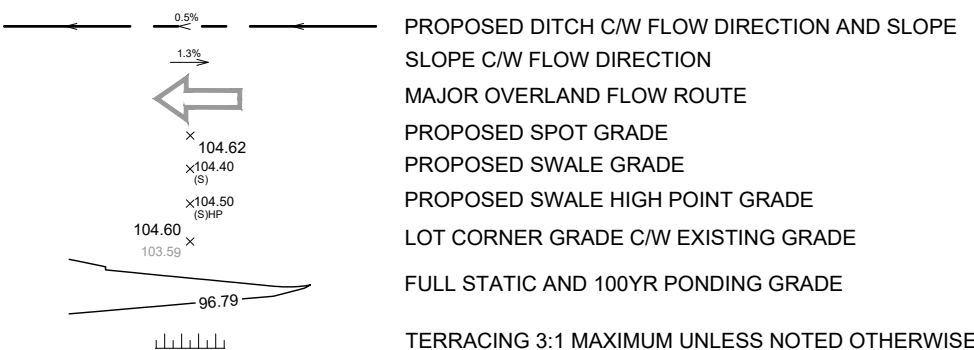 0.5%
PROPOSED DITCH C/W FLOW DIRECTION AND SLOPE
1.3%
SLOPE C/W FLOW DIRECTION
MAJOR OVERLAND FLOW ROUTE
PROPOSED SPOT GRADE
104.62
104.40
(S)
PROPOSED SWALE GRADE
104.50
(S)HP
PROPOSED SWALE HIGH POINT GRADE
104.60
103.59
LOT CORNER GRADE C/W EXISTING GRADE
FULL STATIC AND 100YR PONDING GRADE
96.79
TERRACING 3:1 MAXIMUM UNLESS NOTED OTHERWISE